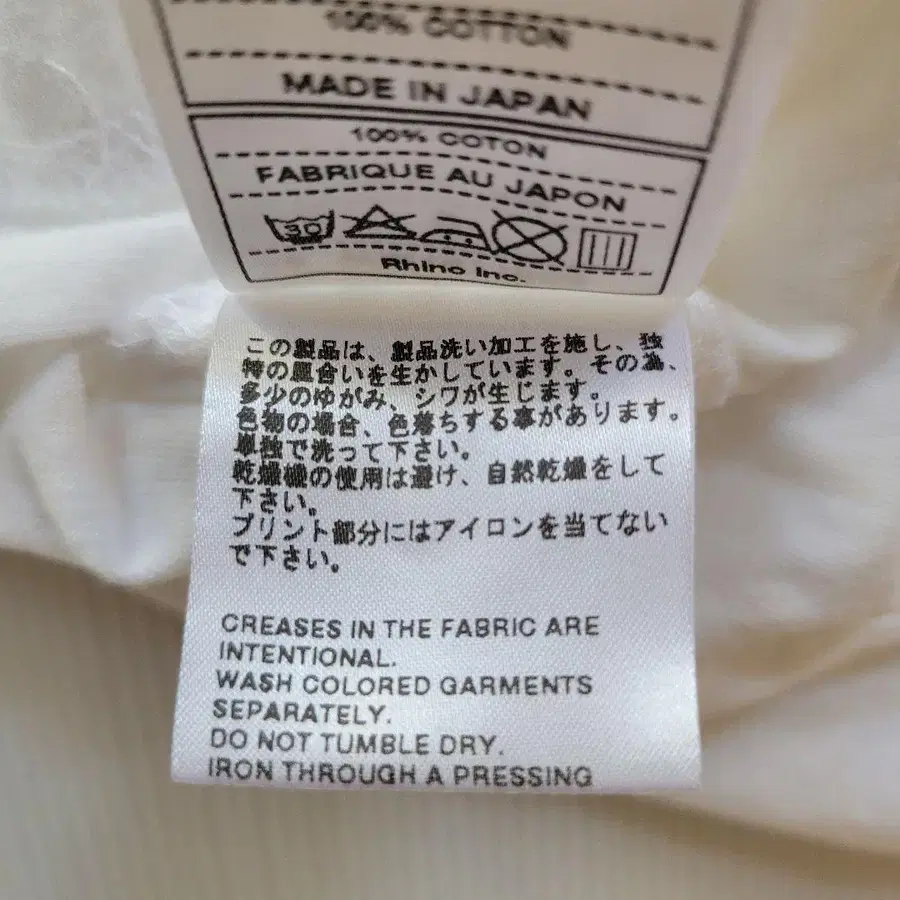 100% COTTON
MADE IN JAPAN
100% COTON
FABRIQUE AU JAPON
30
Rhino Inc.
この製品は、製品洗い加工を施し、独
特の風合いを生かしています。その為、
多少のゆがみ、シワが生じます。
色物の場合、色落ちする事があります。
単独で洗って下さい。
乾燥機の使用は避け、自然乾燥をして
下さい。
プリント部分にはアイロンを当てない
で下さい。
CREASES IN THE FABRIC ARE
INTENTIONAL.
WASH COLORED GARMENTS
SEPARATELY.
DO NOT TUMBLE DRY.
IRON THROUGH A PRESSING